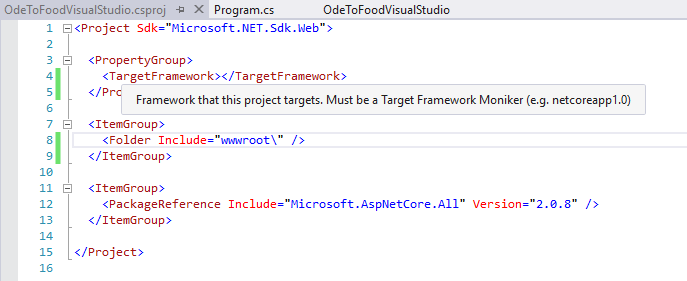 OdeToFoodVisualStudio.csproj Program.cs OdeToFoodVisualStudio
1 <Project Sdk="Microsoft.NET.Sdk.Web">
2
3 <PropertyGroup>
4 <TargetFramework></TargetFramework>
5 </Pro
Framework that this project targets. Must be a Target Framework Moniker (e.g. netcoreapp1.0)
6
7 <ItemGroup>
8 <Folder Include="wwwroot\" />
9 </ItemGroup>
10
11 <ItemGroup>
12 <PackageReference Include="Microsoft.AspNetCore.All" Version="2.0.8" />
13 </ItemGroup>
14
15 </Project>
16